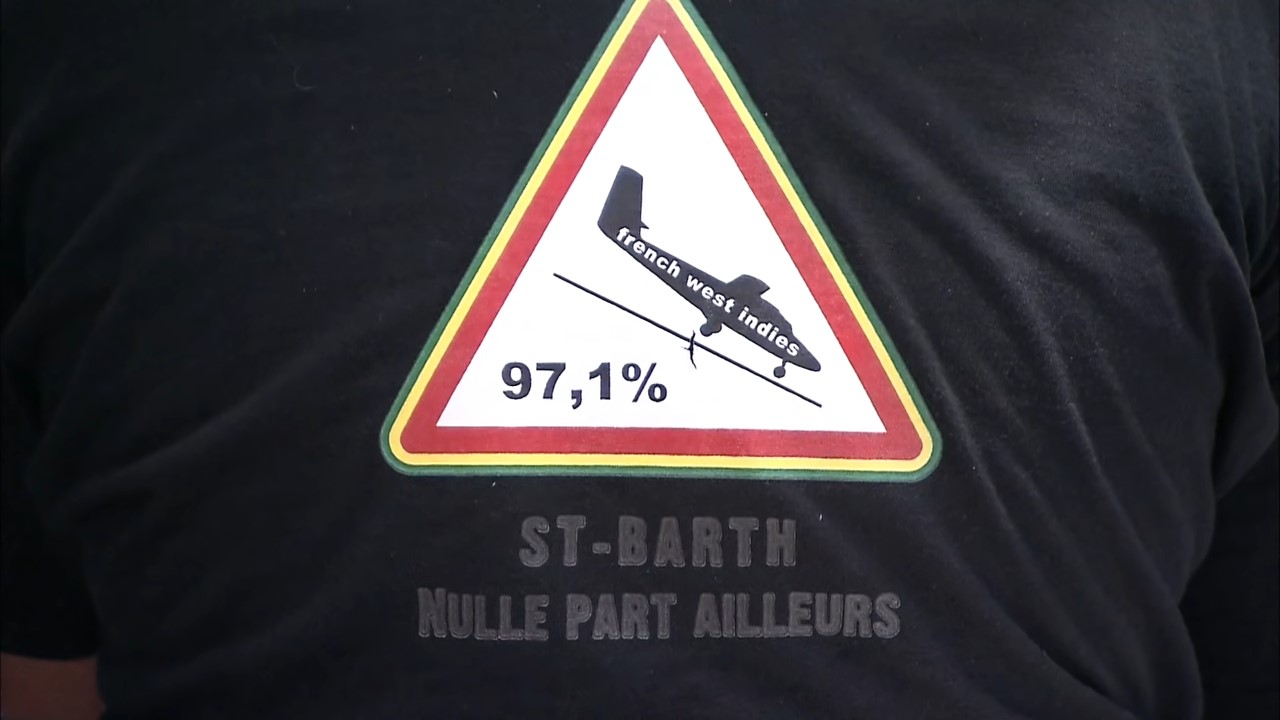 french west indies
97,1%
ST-BARTH
NULLE PART AILLEURS